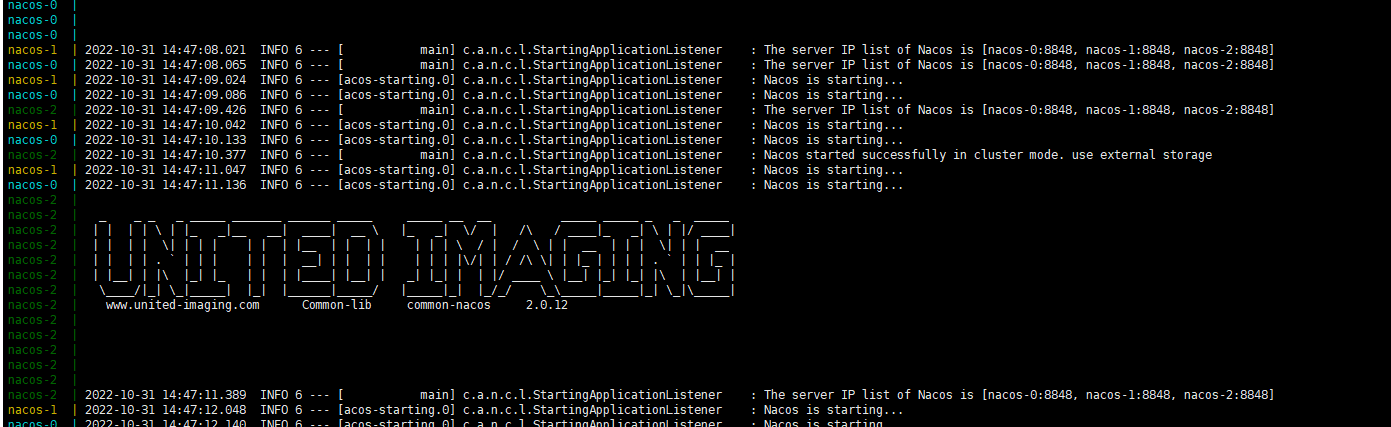 nacos-0 |
nacos-0 |
nacos-0 |
nacos-1 | 2022-10-31 14:47:08.021 INFO 6 --- [ main] c.a.n.c.l.StartingApplicationListener : The server IP list of Nacos is [nacos-0:8848, nacos-1:8848, nacos-2:8848]
nacos-0 | 2022-10-31 14:47:08.065 INFO 6 --- [ main] c.a.n.c.l.StartingApplicationListener : The server IP list of Nacos is [nacos-0:8848, nacos-1:8848, nacos-2:8848]
nacos-1 | 2022-10-31 14:47:09.024 INFO 6 --- [acos-starting.0] c.a.n.c.l.StartingApplicationListener : Nacos is starting...
nacos-0 | 2022-10-31 14:47:09.086 INFO 6 --- [acos-starting.0] c.a.n.c.l.StartingApplicationListener : Nacos is starting...
nacos-2 | 2022-10-31 14:47:09.426 INFO 6 --- [ main] c.a.n.c.l.StartingApplicationListener : The server IP list of Nacos is [nacos-0:8848, nacos-1:8848, nacos-2:8848]
nacos-1 | 2022-10-31 14:47:10.042 INFO 6 --- [acos-starting.0] c.a.n.c.l.StartingApplicationListener : Nacos is starting...
nacos-0 | 2022-10-31 14:47:10.133 INFO 6 --- [acos-starting.0] c.a.n.c.l.StartingApplicationListener : Nacos is starting...
nacos-2 | 2022-10-31 14:47:10.377 INFO 6 --- [ main] c.a.n.c.l.StartingApplicationListener : Nacos started successfully in cluster mode. use external storage
nacos-1 | 2022-10-31 14:47:11.047 INFO 6 --- [acos-starting.0] c.a.n.c.l.StartingApplicationListener : Nacos is starting...
nacos-0 | 2022-10-31 14:47:11.136 INFO 6 --- [acos-starting.0] c.a.n.c.l.StartingApplicationListener : Nacos is starting...
nacos-2 |
nacos-2 |
nacos-2 |
nacos-2 |
nacos-2 | UNITED IMAGING
nacos-2 |
nacos-2 |
nacos-2 | www.united-imaging.com Common-lib common-nacos 2.0.12
nacos-2 |
nacos-2 |
nacos-2 |
nacos-2 |
nacos-2 |
nacos-2 | 2022-10-31 14:47:11.389 INFO 6 --- [ main] c.a.n.c.l.StartingApplicationListener : The server IP list of Nacos is [nacos-0:8848, nacos-1:8848, nacos-2:8848]
nacos-1 | 2022-10-31 14:47:12.048 INFO 6 --- [acos-starting.0] c.a.n.c.l.StartingApplicationListener : Nacos is starting...
nacos-0 | 2022-10-31 14:47:12.140 INFO 6 --- [acos-starting.0] c.a.n.c.l.StartingApplicationListener : Nacos is starting